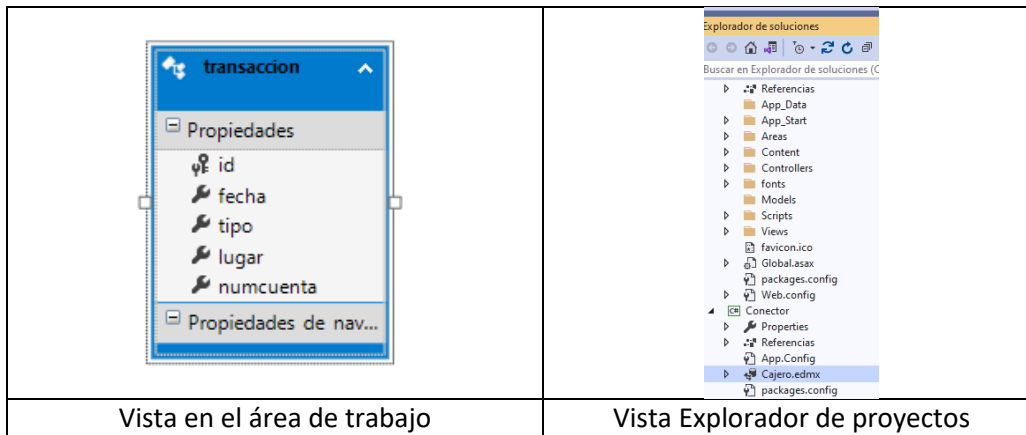 transaccion
Propiedades
id
fecha
tipo
lugar
numcuenta
Propiedades de nav...
Vista en el área de trabajo
Explorador de soluciones
Buscar en Explorador de soluciones (C
Referencias
App_Data
App_Start
Areas
Content
Controllers
fonts
Models
Scripts
Views
favicon.ico
Global.asax
packages.config
Web.config
C# Conector
Properties
Referencias
App.Config
Cajero.edmx
packages.config
Vista Explorador de proyectos